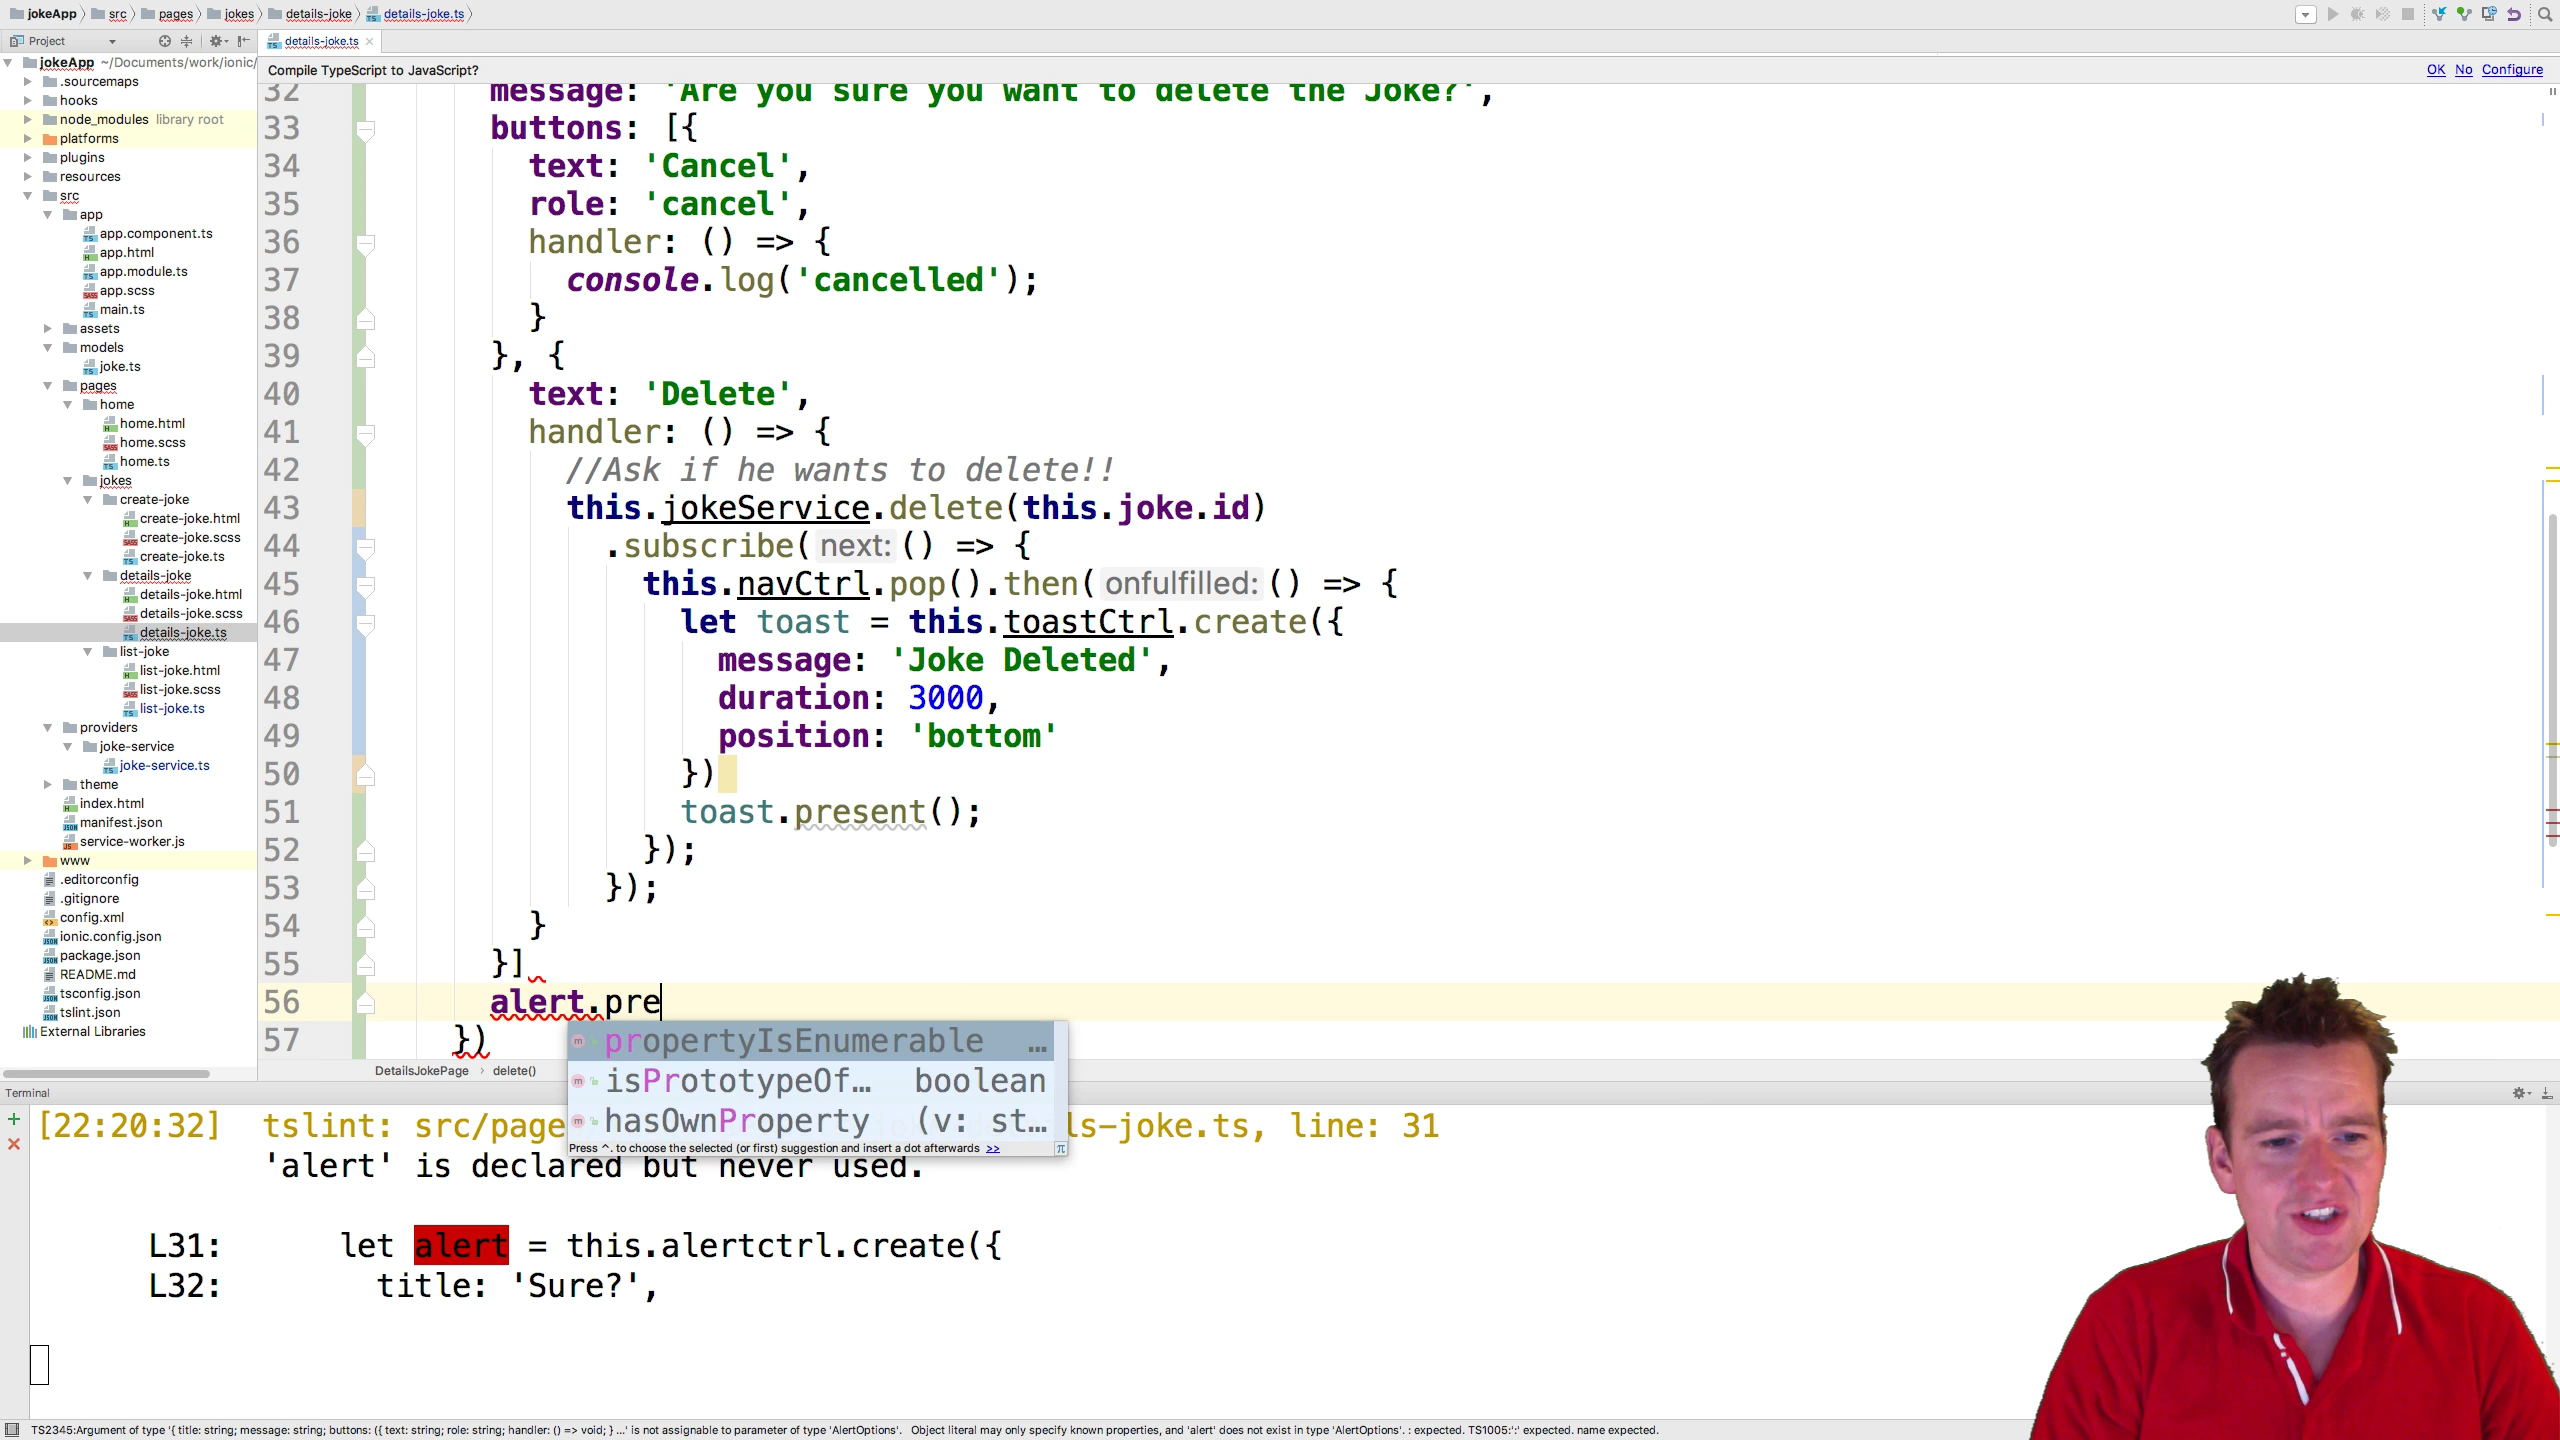 jokeApp src pages jokes details-joke details-joke.ts
Project
details-joke.ts
Compile TypeScript to JavaScript?
OK No Configure
jokeApp ~/Documents/work/ionic/
.sourcemaps
hooks
node_modules library root
platforms
plugins
resources
src
app
app.component.ts
app.html
app.module.ts
app.scss
main.ts
assets
models
joke.ts
pages
home
home.html
home.scss
home.ts
jokes
create-joke
create-joke.html
create-joke.scss
create-joke.ts
details-joke
details-joke.html
details-joke.scss
details-joke.ts
list-joke
list-joke.html
list-joke.scss
list-joke.ts
providers
joke-service
joke-service.ts
theme
index.html
manifest.json
service-worker.js
www
.editorconfig
.gitignore
config.xml
ionic.config.json
package.json
README.md
tsconfig.json
tslint.json
External Libraries
32 message: 'Are you sure you want to delete the Joke?',
33 buttons: [{
34 text: 'Cancel',
35 role: 'cancel',
36 handler: () => {
37 console.log('cancelled');
38 }
39 }, {
40 text: 'Delete',
41 handler: () => {
42 //Ask if he wants to delete!!
43 this.jokeService.delete(this.joke.id)
44 .subscribe( next: () => {
45 this.navCtrl.pop().then( onfulfilled: () => {
46 let toast = this.toastCtrl.create({
47 message: 'Joke Deleted',
48 duration: 3000,
49 position: 'bottom'
50 })
51 toast.present();
52 });
53 });
54 }
55 }]
56 alert.pre
57 })
propertyIsEnumerable ...
isPrototypeOf… boolean
hasOwnProperty (v: st…
Press ^. to choose the selected (or first) suggestion and insert a dot afterwards >>
DetailsJokePage delete()
Terminal
[22:20:32] tslint: src/page ls-joke.ts, line: 31
'alert' is declared but never used.
L31: let alert = this.alertctrl.create({
L32: title: 'Sure?',
TS2345:Argument of type '{ title: string; message: string; buttons: ({ text: string; role: string; handler: () => void; } ...' is not assignable to parameter of type 'AlertOptions'. Object literal may only specify known properties, and 'alert' does not exist in type 'AlertOptions'. : expected. TS1005:':' expected. name expected.